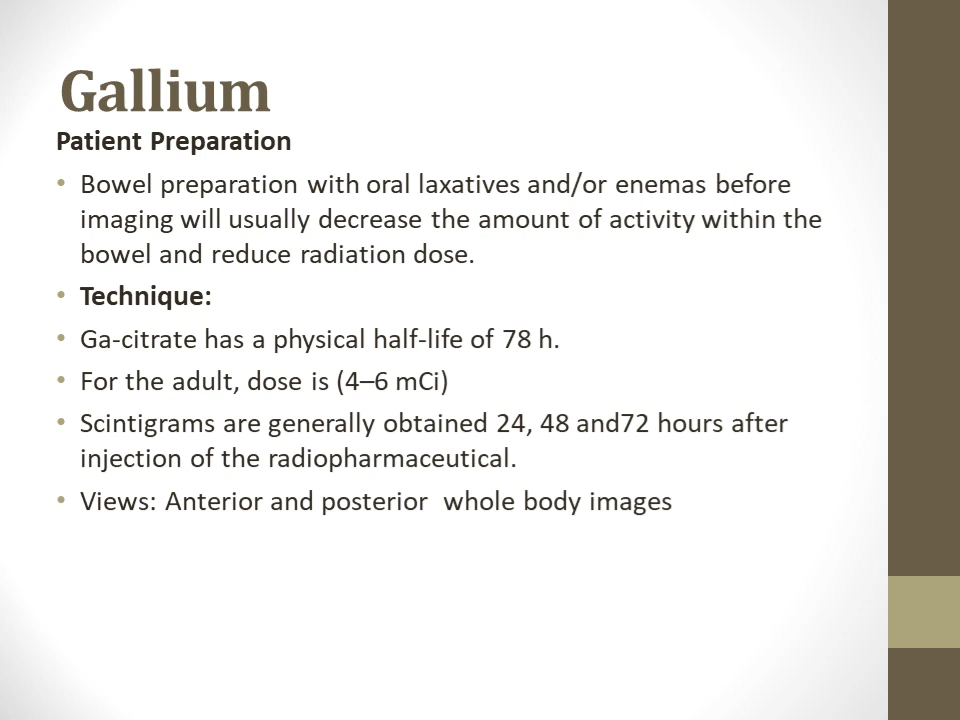 Gallium
Patient Preparation
• Bowel preparation with oral laxatives and/or enemas before
imaging will usually decrease the amount of activity within the
bowel and reduce radiation dose.
• Technique:
• Ga-citrate has a physical half-life of 78 h.
• For the adult, dose is (4–6 mCi)
• Scintigrams are generally obtained 24, 48 and72 hours after
injection of the radiopharmaceutical.
• Views: Anterior and posterior  whole body images